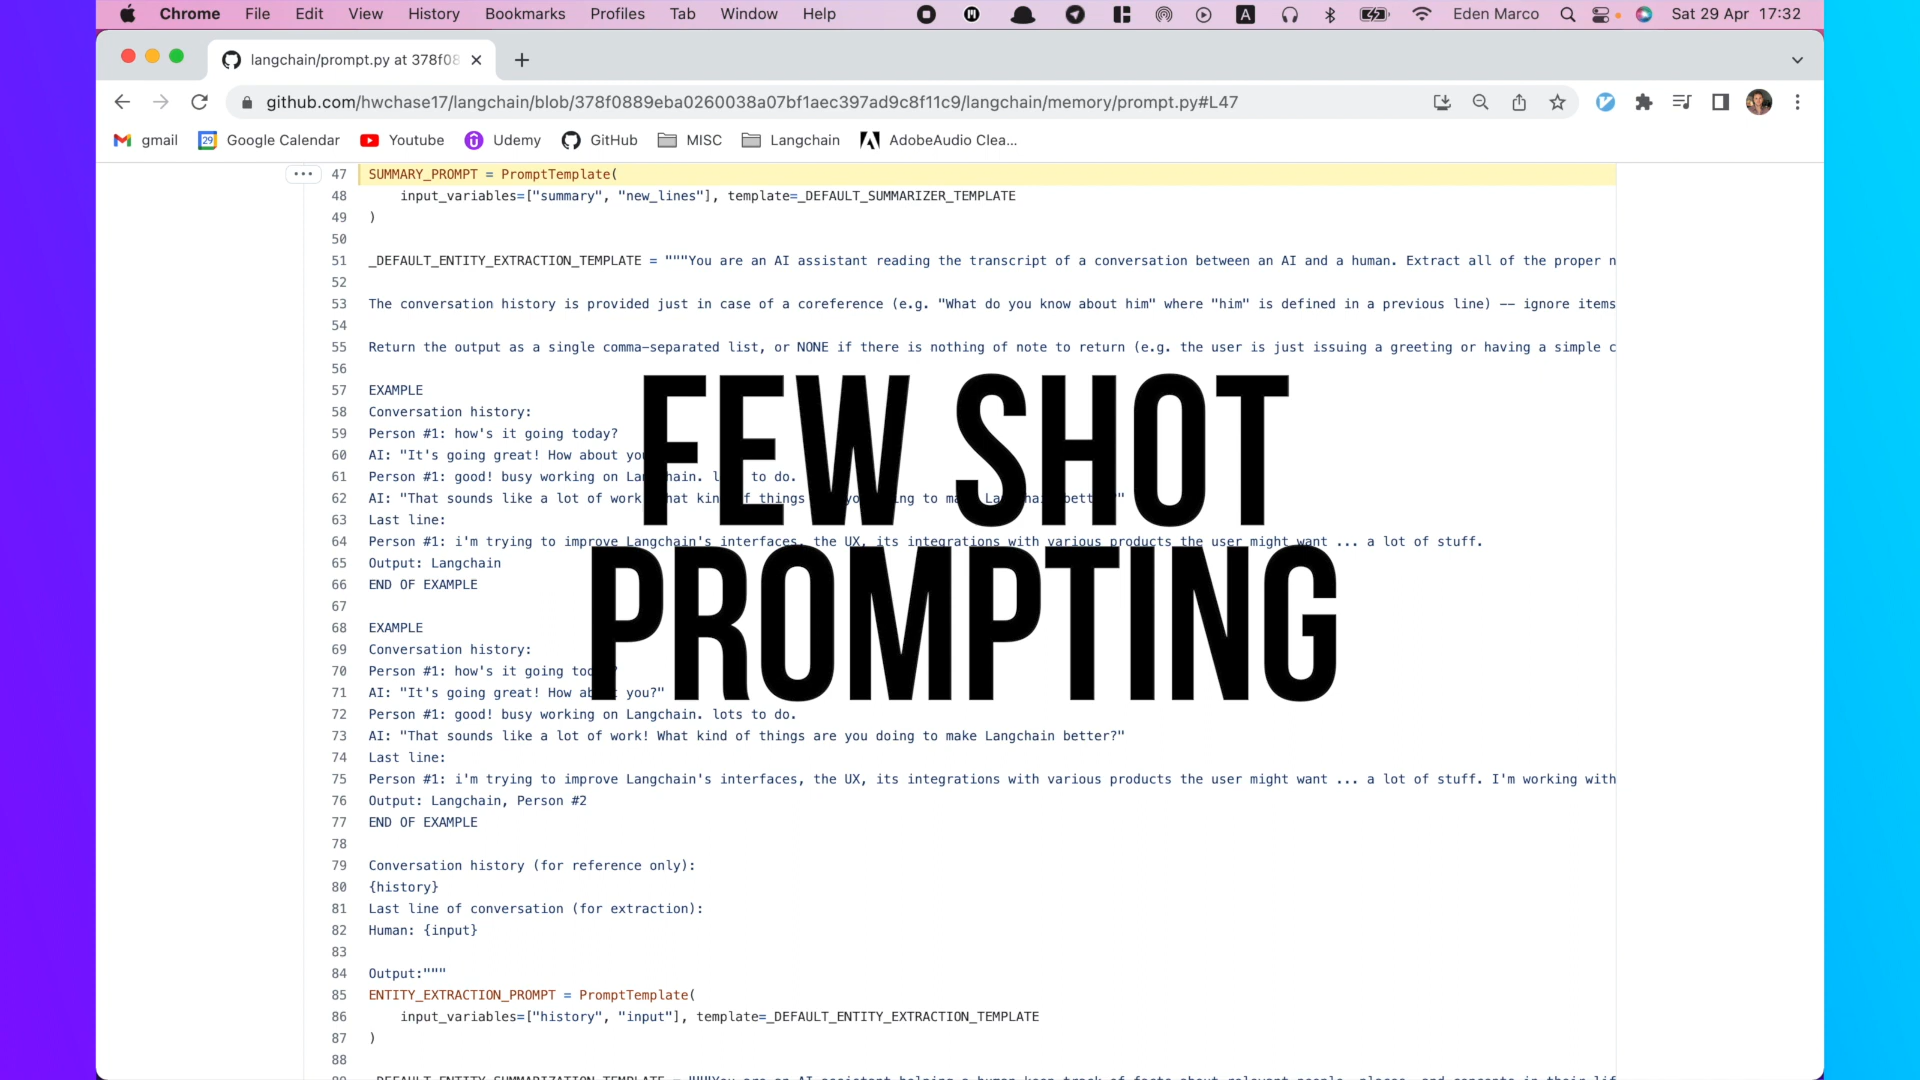 Chrome File Edit View History Bookmarks Profiles Tab Window Help A Eden Marco Sat 29 Apr 17:32
langchain/prompt.py at 378f08
github.com/hwchase17/langchain/blob/378f0889eba0260038a07bf1aec397ad9c8f11c9/langchain/memory/prompt.py#L47
gmail 29 Google Calendar Youtube Udemy GitHub MISC Langchain AdobeAudio Clea...
47 SUMMARY_PROMPT = PromptTemplate(
48 input_variables=["summary", "new_lines"], template=_DEFAULT_SUMMARIZER_TEMPLATE
49 )
50
51 _DEFAULT_ENTITY_EXTRACTION_TEMPLATE = """You are an AI assistant reading the transcript of a conversation between an AI and a human. Extract all of the proper n
52
53 The conversation history is provided just in case of a coreference (e.g. "What do you know about him" where "him" is defined in a previous line) -- ignore items
54
55 Return the output as a single comma-separated list, or NONE if there is nothing of note to return (e.g. the user is just issuing a greeting or having a simple c
56
57 EXAMPLE
58 Conversation history:
59 Person #1: how's it going today?
60 AI: "It's going great! How about
61 Person #1: good! busy working on to do.
62 AI: "That sounds like a lot of work things to
63 Last line:
64 Person #1: i'm trying to improve Langchain's interfaces, the UX, its integrations with various products the user might want ... a lot of stuff.
65 Output: Langchain
66 END OF EXAMPLE
67
FEW SHOT
PROMPTING
68 EXAMPLE
69 Conversation history:
70 Person #1: how's it going
71 AI: "It's going great! How you?"
72 Person #1: good! busy working on Langchain. lots to do.
73 AI: "That sounds like a lot of work! What kind of things are you doing to make Langchain better?"
74 Last line:
75 Person #1: i'm trying to improve Langchain's interfaces, the UX, its integrations with various products the user might want ... a lot of stuff. I'm working with
76 Output: Langchain, Person #2
77 END OF EXAMPLE
78
79 Conversation history (for reference only):
80 {history}
81 Last line of conversation (for extraction):
82 Human: {input}
83
84 Output:"""
85 ENTITY_EXTRACTION_PROMPT = PromptTemplate(
86 input_variables=["history", "input"], template=_DEFAULT_ENTITY_EXTRACTION_TEMPLATE
87 )
88